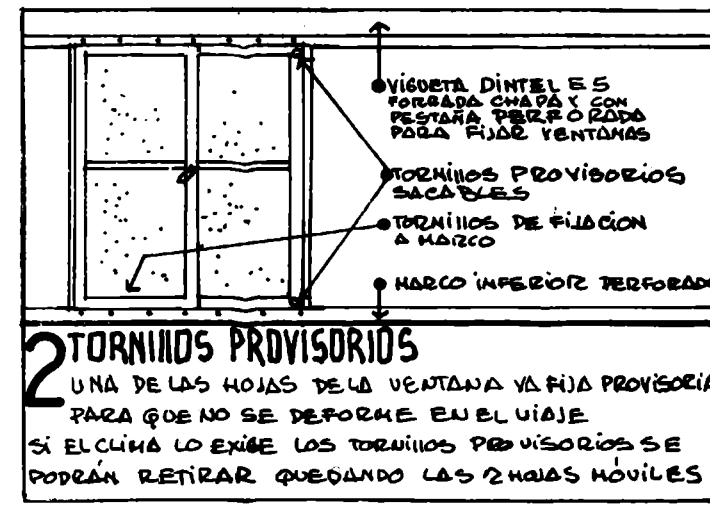 VIGUETA DINTEL E5
FORRADA CHAPA Y CON
PESTAÑA PERFORADA
PARA FIJAR VENTANAS
TORNILLOS PROVISORIOS
SACABLES
TORNILLOS DE FIJACION
A MARCO
MARCO INFERIOR PERFORADO
2 TORNILLOS PROVISORIOS
UNA DE LAS HOJAS DE LA VENTANA VA FIJA PROVISORIA
PARA QUE NO SE DEFORME EN EL VIAJE
SI EL CLIMA LO EXIGE LOS TORNILLOS PROVISORIOS SE
PODRÁN RETIRAR QUEDANDO LAS 2 HOJAS MÓVILES